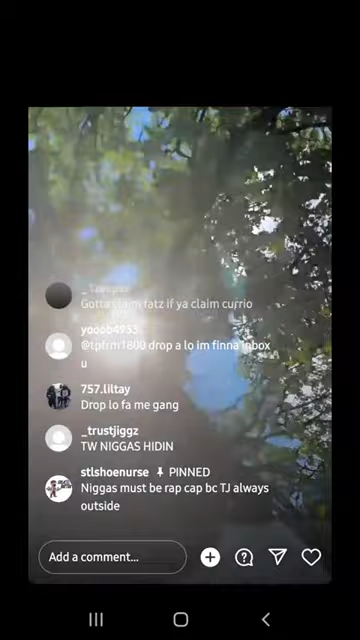 Gotta claim fatz if ya claim currio
yooob4933
@tpfrm1800 drop a lo im finna inbox
u
757.liltay
Drop lo fa me gang
_trustjiggz
TW NIGGAS HIDIN
stlshoenurse PINNED
Niggas must be rap cap bc TJ always
outside
Add a comment...